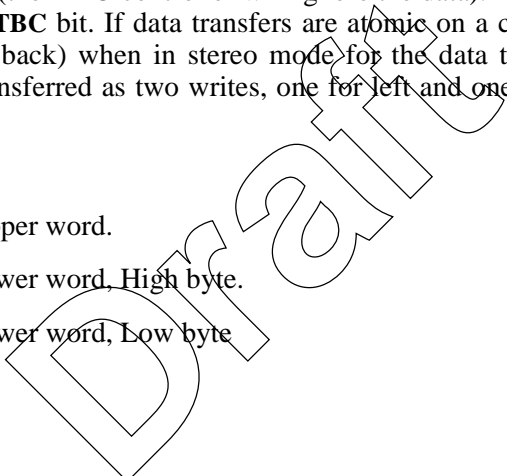 TBC bit. If data transfers are atomic on a c
back) when in stereo mode for the data t
nsferred as two writes, one for left and one
per word.
wer word, High byte.
wer word, Low byte
Draft